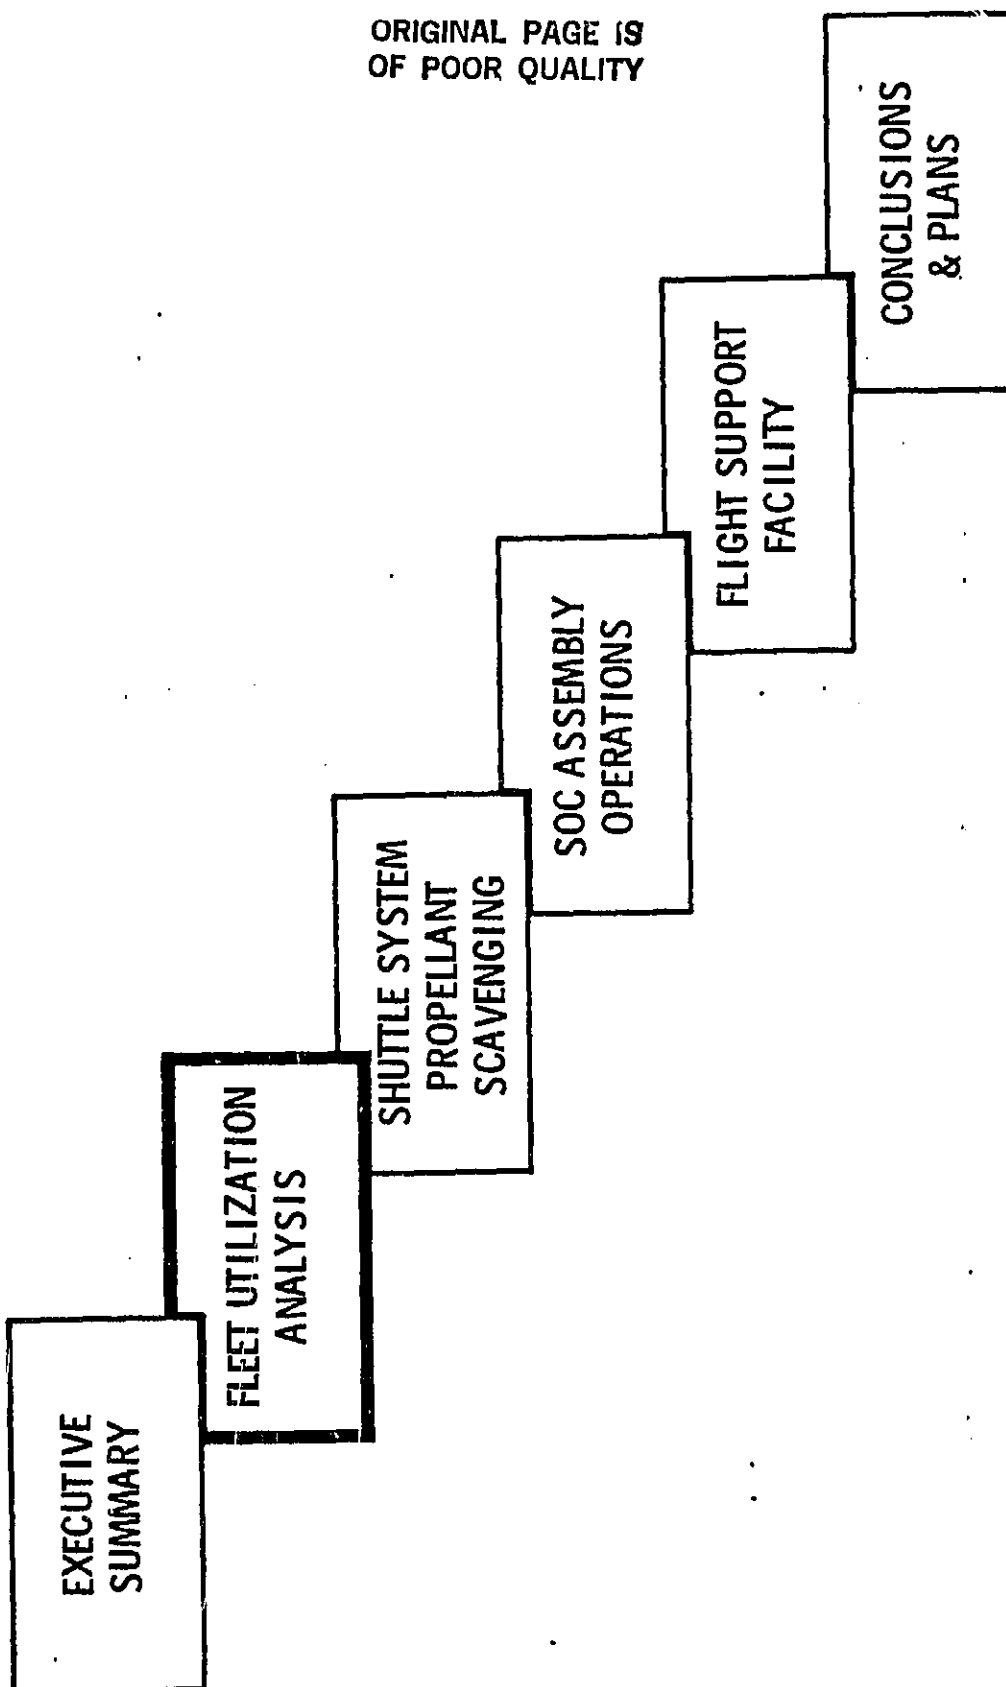 ORIGINAL PAGE IS
OF POOR QUALITY
EXECUTIVE
SUMMARY
FLEET UTILIZATION
ANALYSIS
SHUTTLE SYSTEM
PROPELLANT
SCAVENGING
SOC ASSEMBLY
OPERATIONS
FLIGHT SUPPORT
FACILITY
CONCLUSIONS
& PLANS